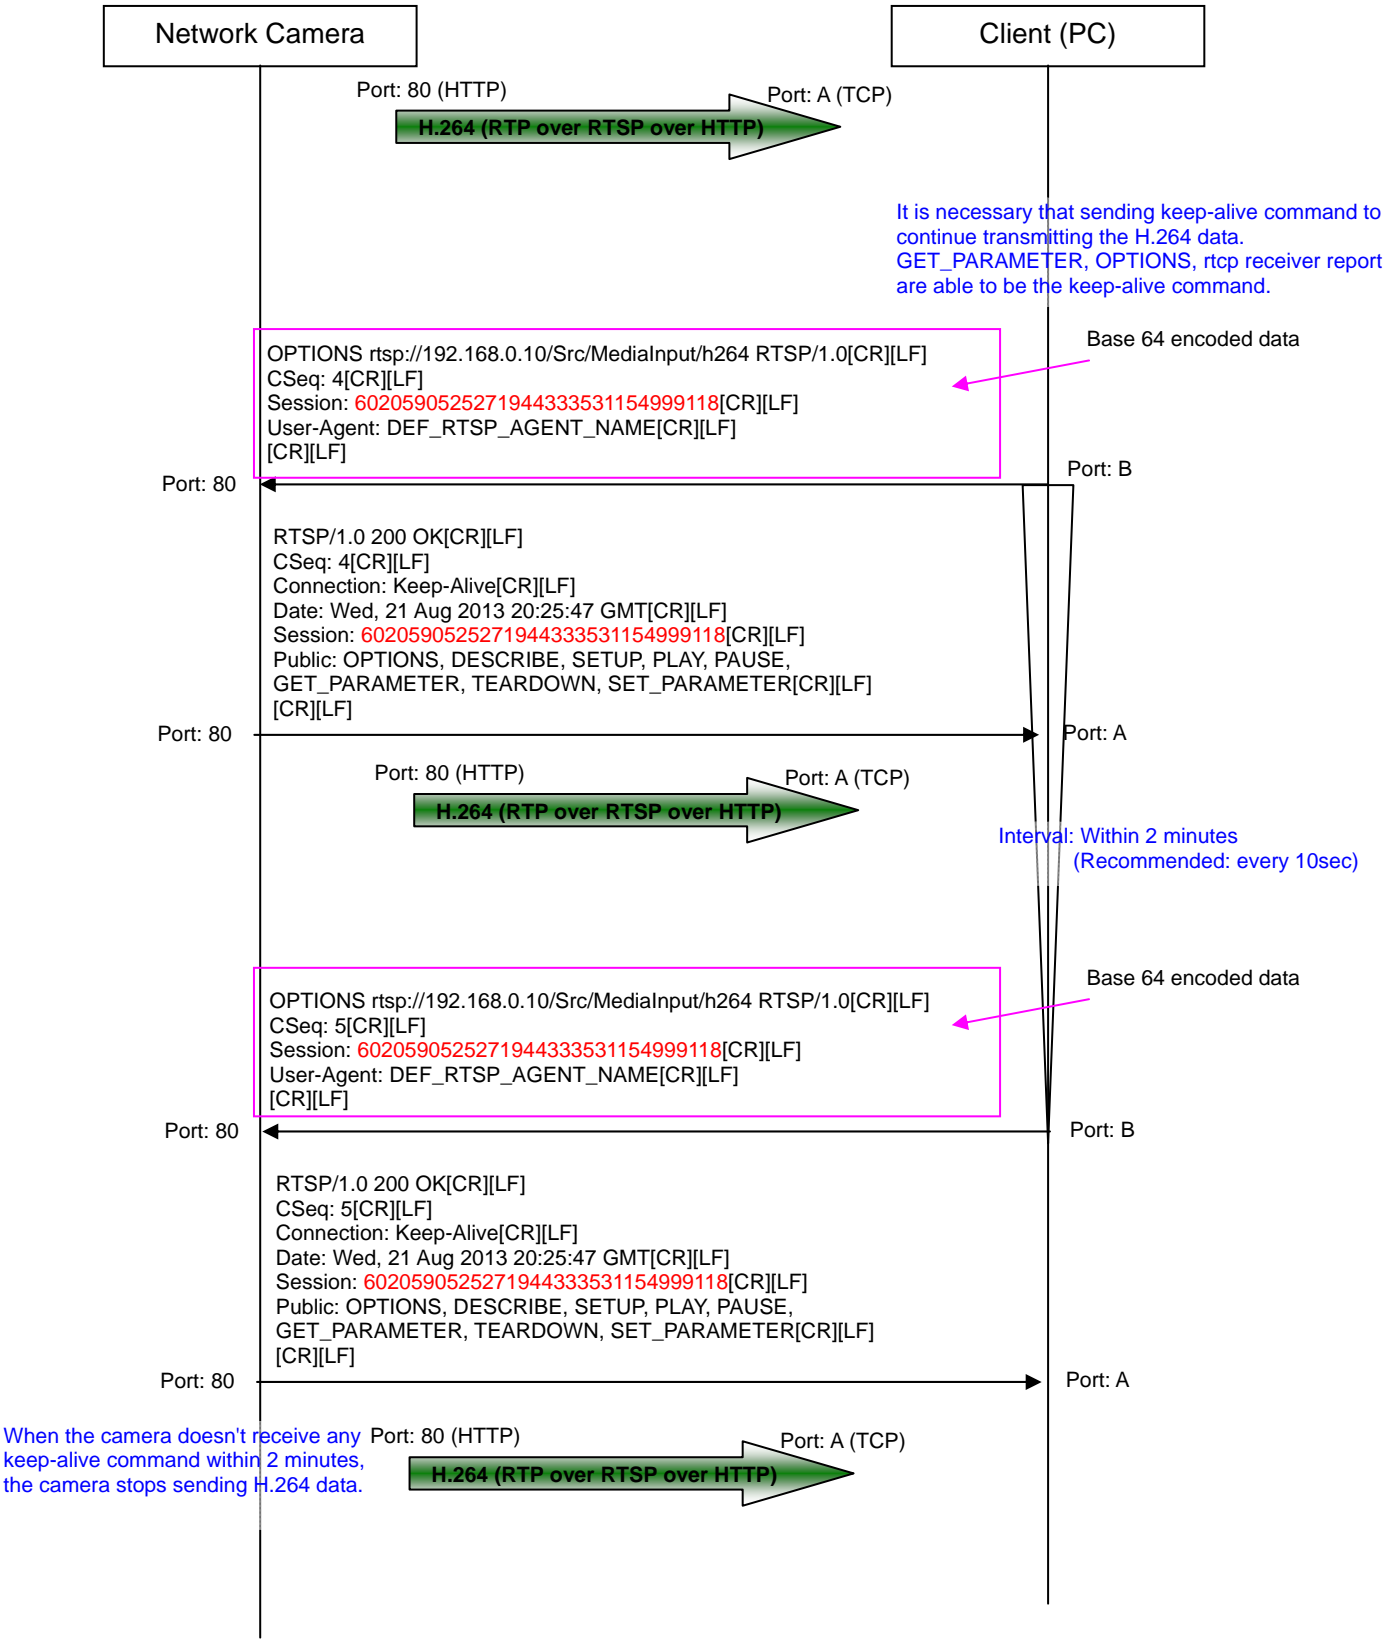 Network Camera
Client (PC)
Port: 80 (HTTP)
Port: A (TCP)
H.264 (RTP over RTSP over HTTP)
It is necessary that sending keep-alive command to
continue transmitting the H.264 data.
GET_PARAMETER, OPTIONS, rtcp receiver report
are able to be the keep-alive command.
Base 64 encoded data
OPTIONS rtsp://192.168.0.10/Src/MediaInput/h264 RTSP/1.0[CR][LF]
CSeq: 4[CR][LF]
Session: 6020590525271944333531154999118[CR][LF]
User-Agent: DEF_RTSP_AGENT_NAME[CR][LF]
[CR][LF]
Port: B
Port: 80
RTSP/1.0 200 OK[CR][LF]
CSeq: 4[CR][LF]
Connection: Keep-Alive[CR][LF]
Date: Wed, 21 Aug 2013 20:25:47 GMT[CR][LF]
Session: 6020590525271944333531154999118[CR][LF]
Public: OPTIONS, DESCRIBE, SETUP, PLAY, PAUSE,
GET_PARAMETER, TEARDOWN, SET_PARAMETER[CR][LF]
[CR][LF]
Port: 80
Port: A
Port: 80 (HTTP)
Port: A (TCP)
H.264 (RTP over RTSP over HTTP)
Interval: Within 2 minutes
(Recommended: every 10sec)
Base 64 encoded data
OPTIONS rtsp://192.168.0.10/Src/MediaInput/h264 RTSP/1.0[CR][LF]
CSeq: 5[CR][LF]
Session: 6020590525271944333531154999118[CR][LF]
User-Agent: DEF_RTSP_AGENT_NAME[CR][LF]
[CR][LF]
Port: 80
Port: B
RTSP/1.0 200 OK[CR][LF]
CSeq: 5[CR][LF]
Connection: Keep-Alive[CR][LF]
Date: Wed, 21 Aug 2013 20:25:47 GMT[CR][LF]
Session: 6020590525271944333531154999118[CR][LF]
Public: OPTIONS, DESCRIBE, SETUP, PLAY, PAUSE,
GET_PARAMETER, TEARDOWN, SET_PARAMETER[CR][LF]
[CR][LF]
Port: 80
Port: A
When the camera doesn't receive any
keep-alive command within 2 minutes,
the camera stops sending H.264 data.
Port: 80 (HTTP)
Port: A (TCP)
H.264 (RTP over RTSP over HTTP)